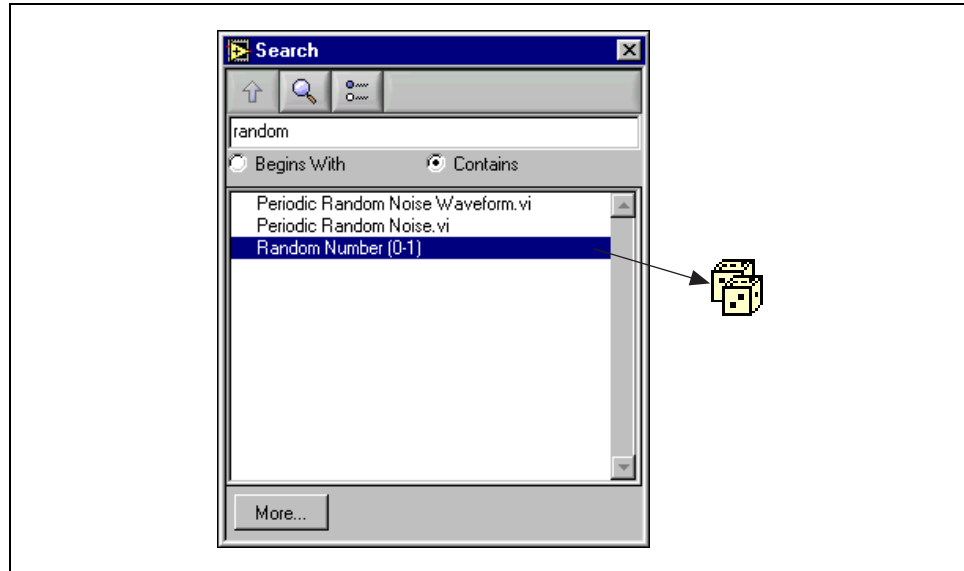 Search
random
Begins With Contains
Periodic Random Noise Waveform.vi
Periodic Random Noise.vi
Random Number (0-1)
More...